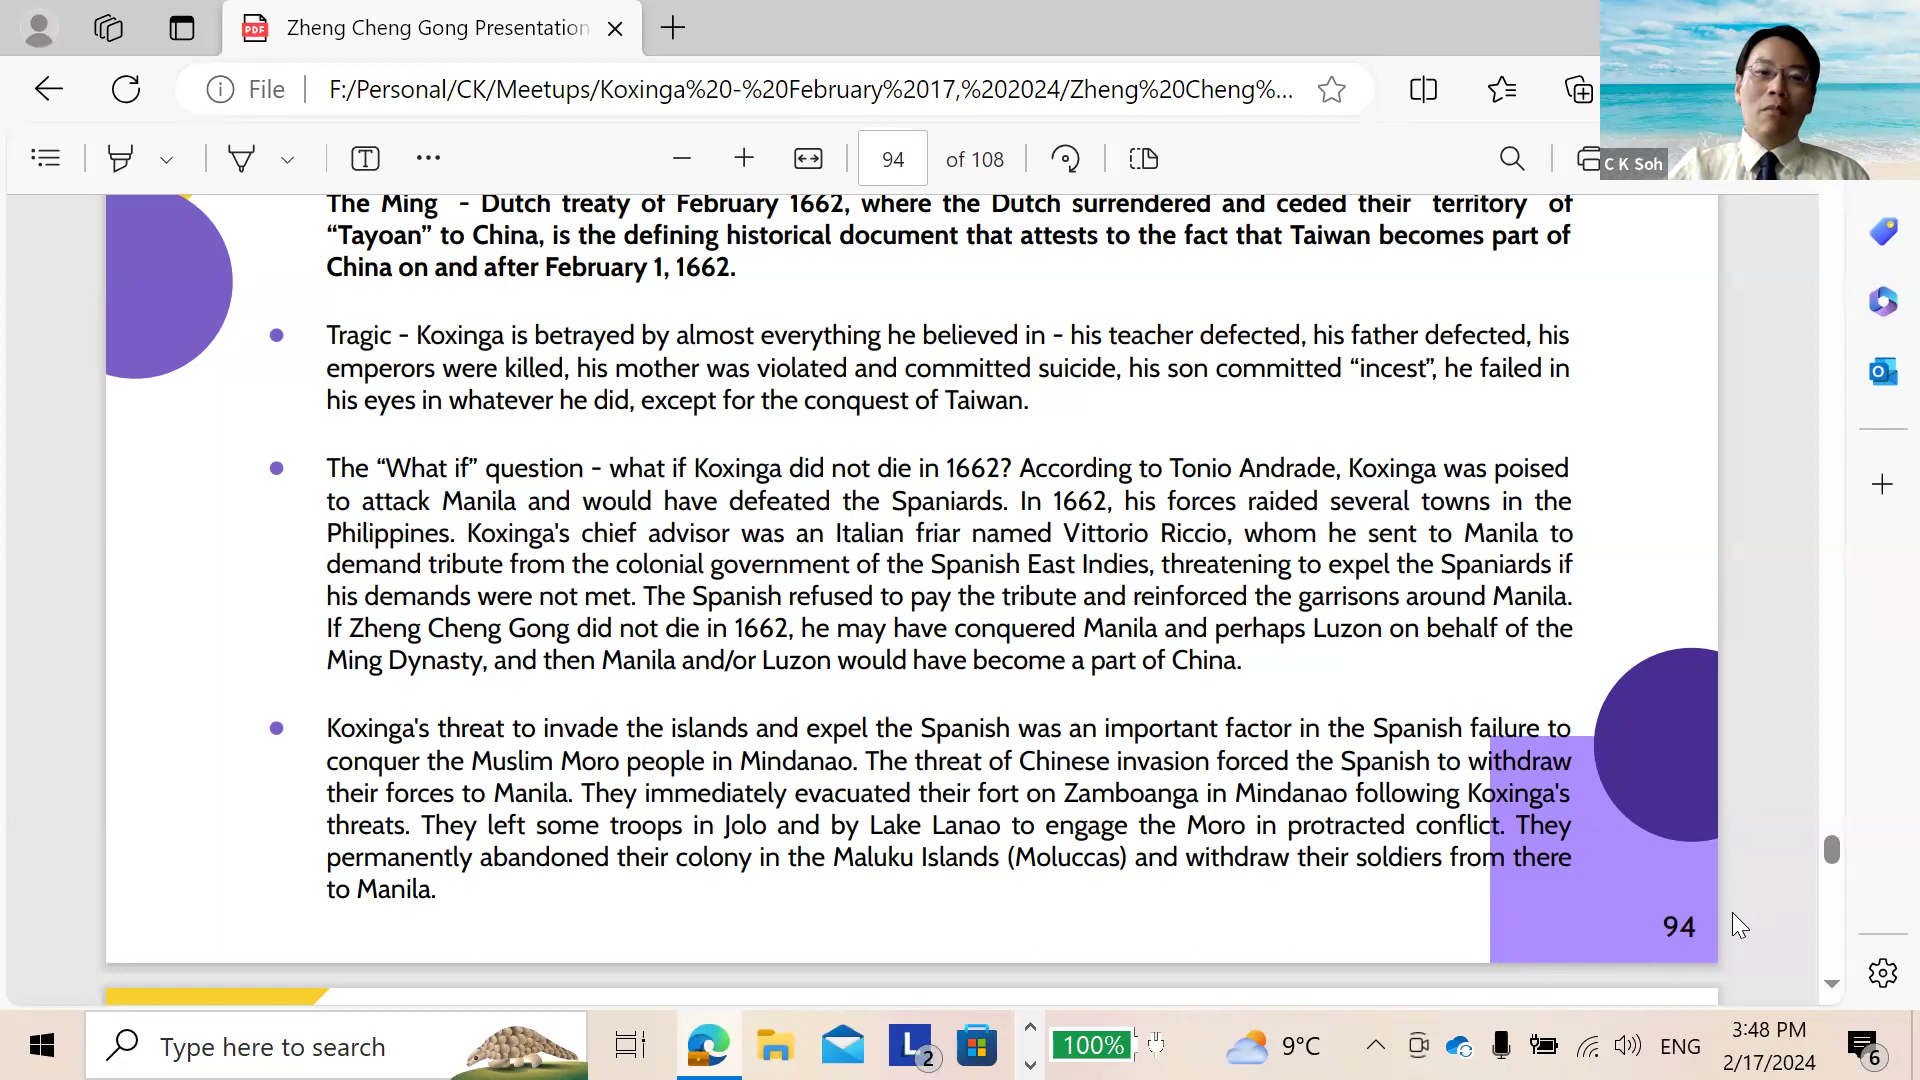 Zheng Cheng Gong Presentation
File
F:/Personal/CK/Meetups/Koxinga%20-%20February%2017,%202024/Zheng%20Cheng%...
94 of 108
C K Soh
The Ming - Dutch treaty of February 1662, where the Dutch surrendered and ceded their territory of
“Tayoan” to China, is the defining historical document that attests to the fact that Taiwan becomes part of
China on and after February 1, 1662.
Tragic - Koxinga is betrayed by almost everything he believed in - his teacher defected, his father defected, his
emperors were killed, his mother was violated and committed suicide, his son committed “incest”, he failed in
his eyes in whatever he did, except for the conquest of Taiwan.
The “What if” question - what if Koxinga did not die in 1662? According to Tonio Andrade, Koxinga was poised
to attack Manila and would have defeated the Spaniards. In 1662, his forces raided several towns in the
Philippines. Koxinga's chief advisor was an Italian friar named Vittorio Riccio, whom he sent to Manila to
demand tribute from the colonial government of the Spanish East Indies, threatening to expel the Spaniards if
his demands were not met. The Spanish refused to pay the tribute and reinforced the garrisons around Manila.
If Zheng Cheng Gong did not die in 1662, he may have conquered Manila and perhaps Luzon on behalf of the
Ming Dynasty, and then Manila and/or Luzon would have become a part of China.
Koxinga's threat to invade the islands and expel the Spanish was an important factor in the Spanish failure to
conquer the Muslim Moro people in Mindanao. The threat of Chinese invasion forced the Spanish to withdraw
their forces to Manila. They immediately evacuated their fort on Zamboanga in Mindanao following Koxinga's
threats. They left some troops in Jolo and by Lake Lanao to engage the Moro in protracted conflict. They
permanently abandoned their colony in the Maluku Islands (Moluccas) and withdraw their soldiers from there
to Manila.
94
Type here to search
L 2
100%
9°C
ENG
3:48 PM
2/17/2024
6